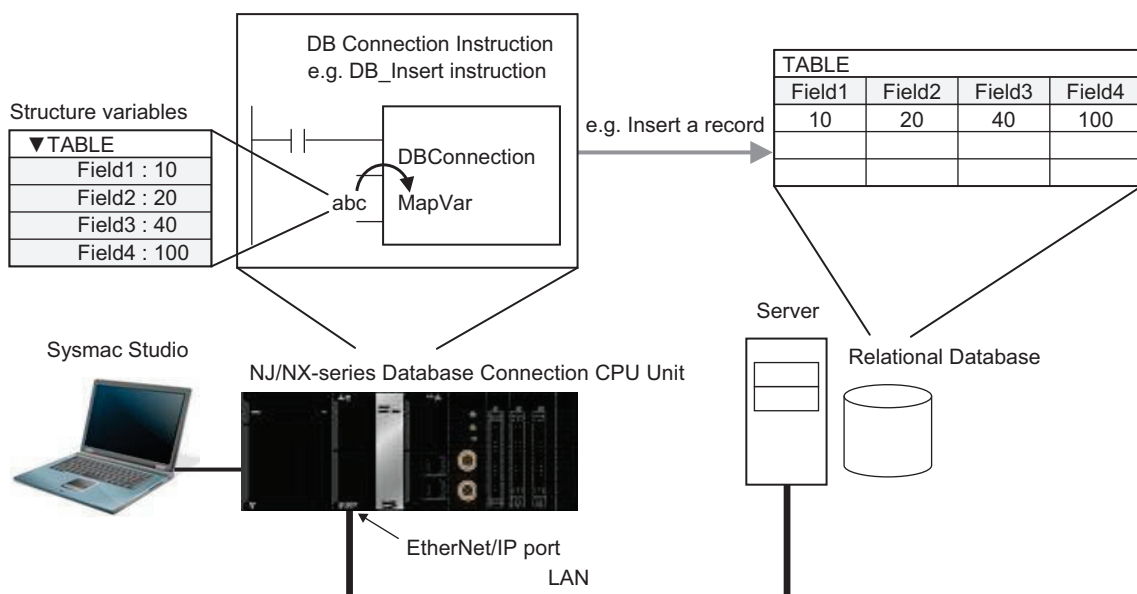 DB Connection Instruction
e.g. DB_Insert instruction
Structure variables
▼TABLE
Field1 : 10
Field2 : 20
Field3 : 40
Field4 : 100
abc
DBConnection
MapVar
e.g. Insert a record
TABLE
Field1 Field2 Field3 Field4
10 20 40 100
Server
Relational Database
Sysmac Studio
NJ/NX-series Database Connection CPU Unit
EtherNet/IP port
LAN